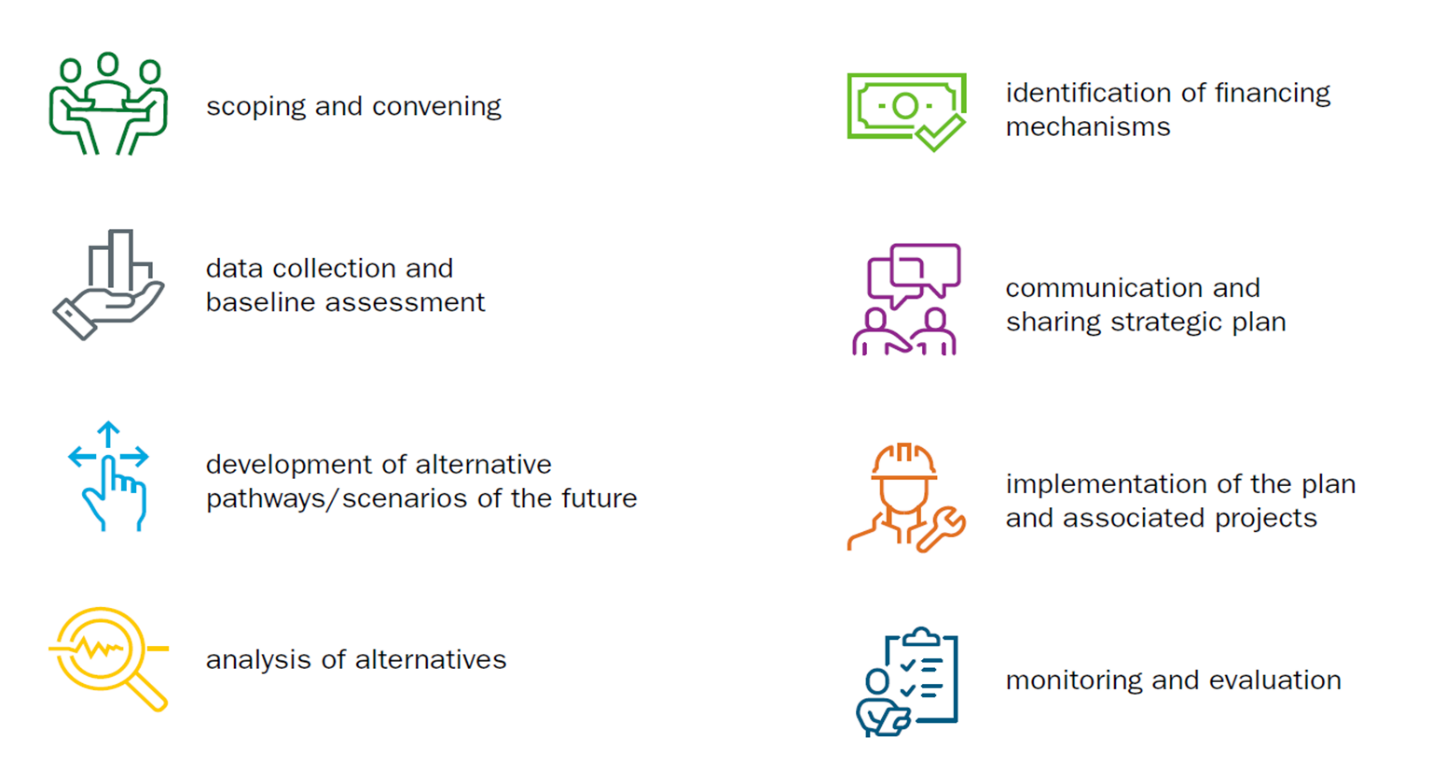 scoping and convening
data collection and
baseline assessment
development of alternative
pathways/scenarios of the future
analysis of alternatives
identification of financing
mechanisms
communication and
sharing strategic plan
implementation of the plan
and associated projects
monitoring and evaluation